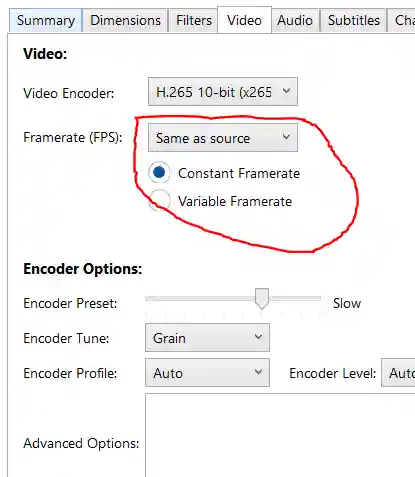 Summary Dimensions Filters Video Audio Subtitles Cha
Video:
Video Encoder: H.265 10-bit (x265
Framerate (FPS): Same as source
Constant Framerate
Variable Framerate
Encoder Options:
Encoder Preset: Slow
Encoder Tune: Grain
Encoder Profile: Auto Encoder Level: Auto
Advanced Options: